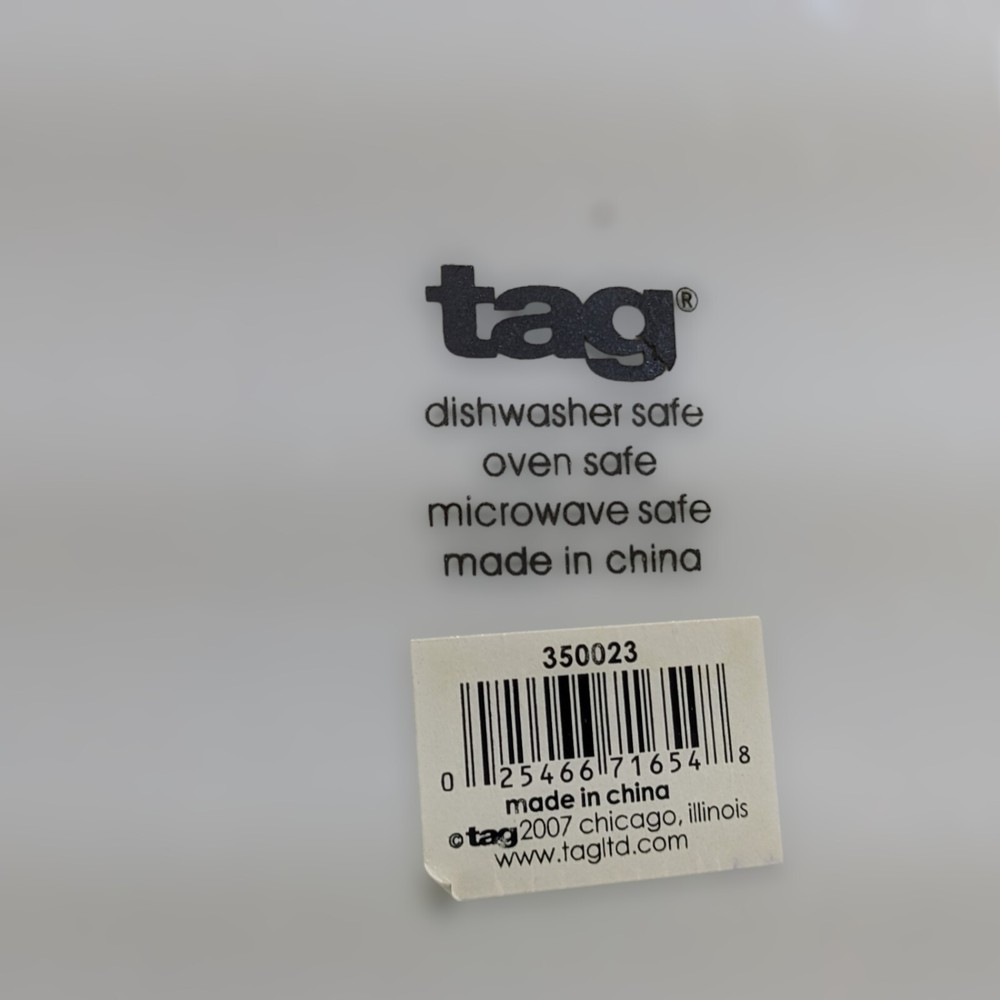 tag®
dishwasher safe
oven safe
microwave safe
made in china
350023
0 25466 71654 8
made in china
© tag 2007 chicago, illinois
www.tagltd.com